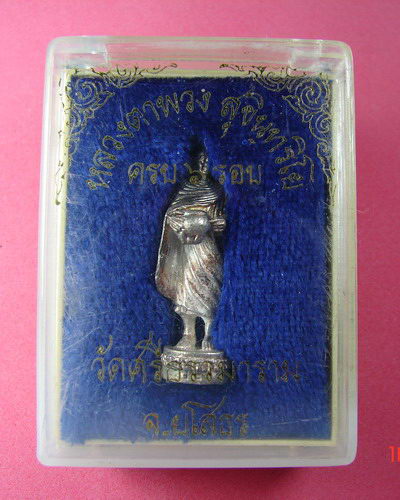 หลวงตาพวง สุขินฺทริโย
ครบ ๖ รอบ
วัดศรีธรรมาราม
จ.ยโสธร